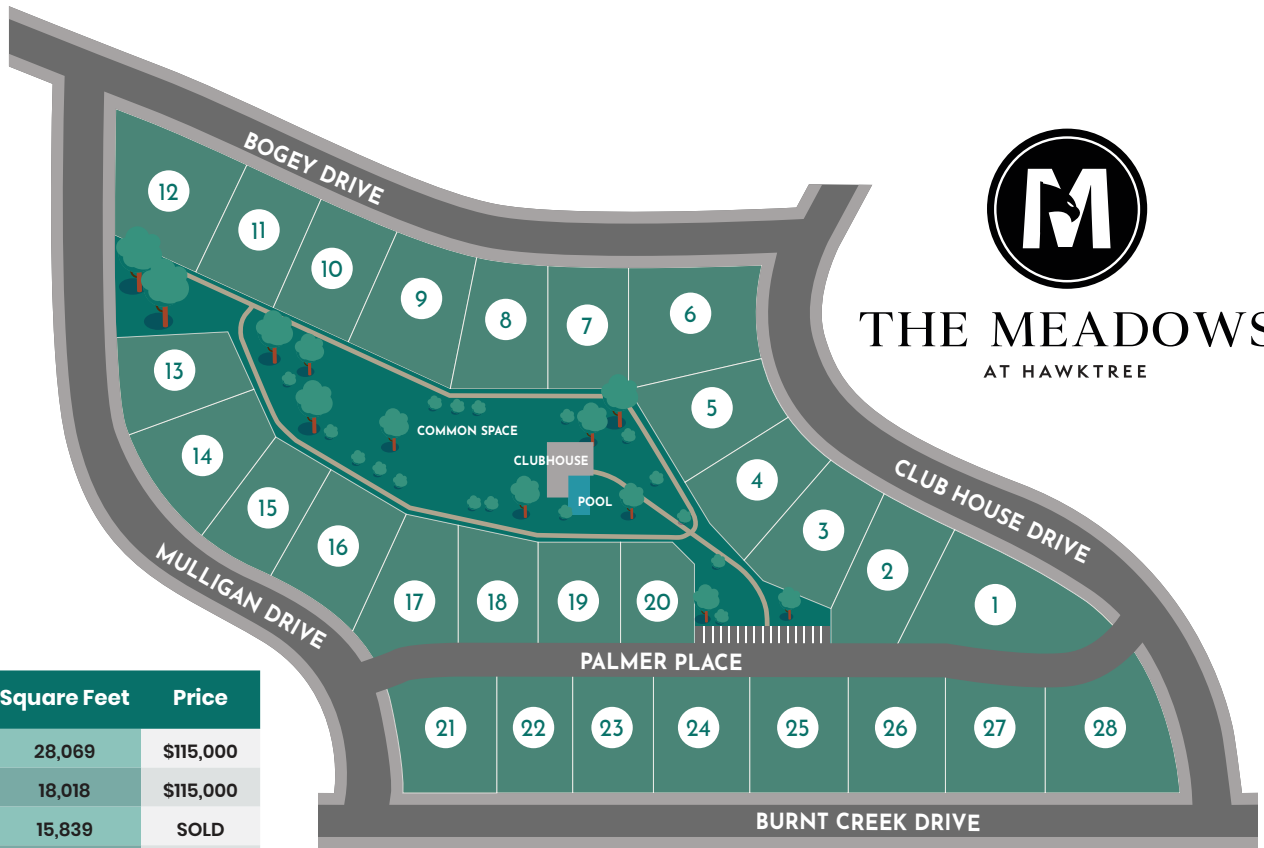 BOGEY DRIVE
12
11
10
9
8
7
6
M
THE MEADOWS
AT HAWKTREE
13
5
COMMON SPACE
14
CLUBHOUSE
4
CLUB HOUSE DRIVE
POOL
15
16
3
2
MULLIGAN DRIVE
17
18
19
20
1
PALMER PLACE
21
22
23
24
25
26
27
28
Square Feet Price
28,069 $115,000
18,018 $115,000
15,839 SOLD
BURNT CREEK DRIVE